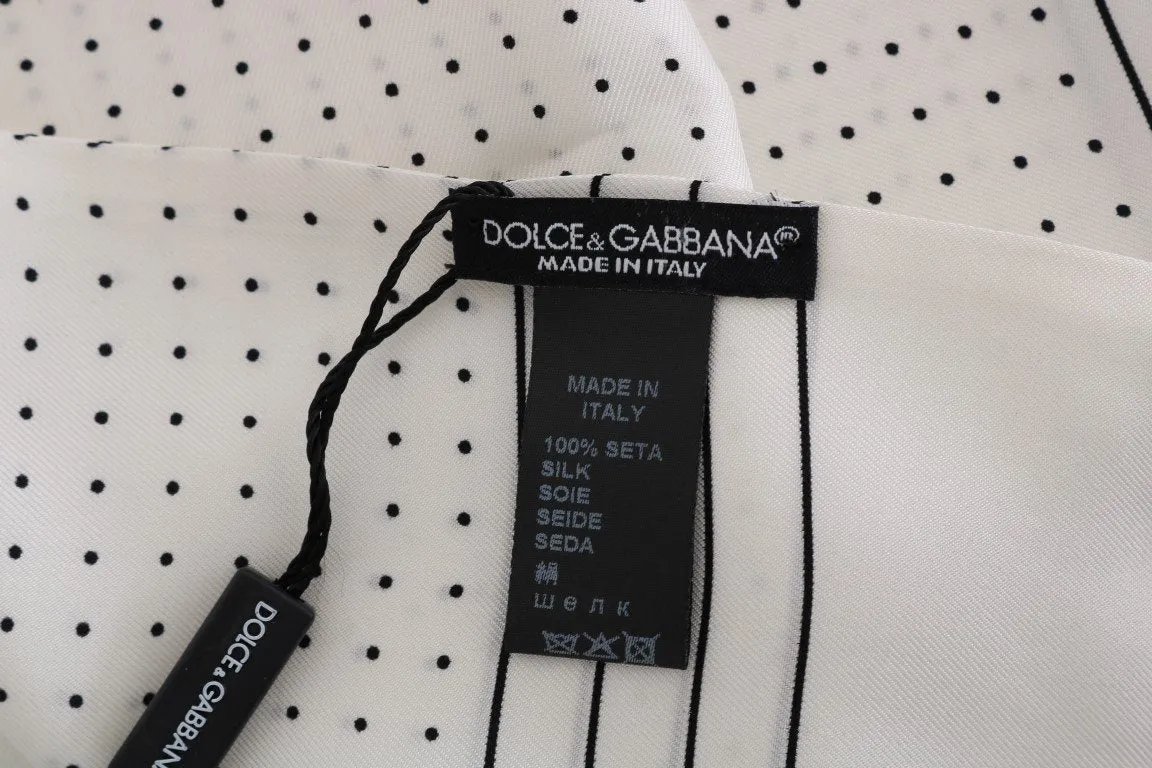 DOLCE&GABBANA®
MADE IN ITALY
MADE IN
ITALY
100% SETA
SILK
SOIE
SEIDE
SEDA
絹
шелк
DOLCE&GABBANA